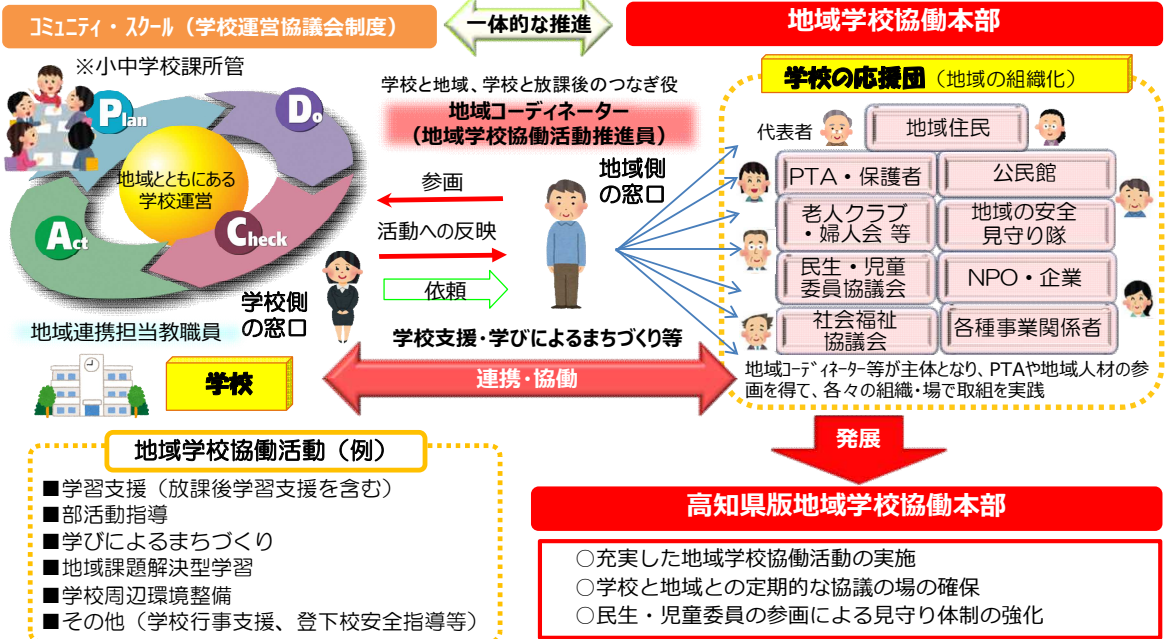 コミュニティ・スクール（学校運営協議会制度）
一体的な推進
地域学校協働本部
※小中学校課所管
Plan
Do
Check
Act
地域とともにある
学校運営
学校と地域、学校と放課後のつなぎ役
地域コーディネーター
（地域学校協働活動推進員）
地域側
の窓口
参画
活動への反映
依頼
学校側
の窓口
地域連携担当教職員
学校
学校支援・学びによるまちづくり等
連携・協働
学校の応援団（地域の組織化）
代表者
地域住民
PTA・保護者
公民館
老人クラブ
・婦人会 等
地域の安全
見守り隊
民生・児童
委員協議会
NPO・企業
社会福祉
協議会
各種事業関係者
地域ｺｰﾃﾞｨﾈｰﾀｰ等が主体となり、PTAや地域人材の参
画を得て、各々の組織・場で取組を実践
発展
地域学校協働活動（例）
■学習支援（放課後学習支援を含む）
■部活動指導
■学びによるまちづくり
■地域課題解決型学習
■学校周辺環境整備
■その他（学校行事支援、登下校安全指導等）
高知県版地域学校協働本部
○充実した地域学校協働活動の実施
○学校と地域との定期的な協議の場の確保
○民生・児童委員の参画による見守り体制の強化